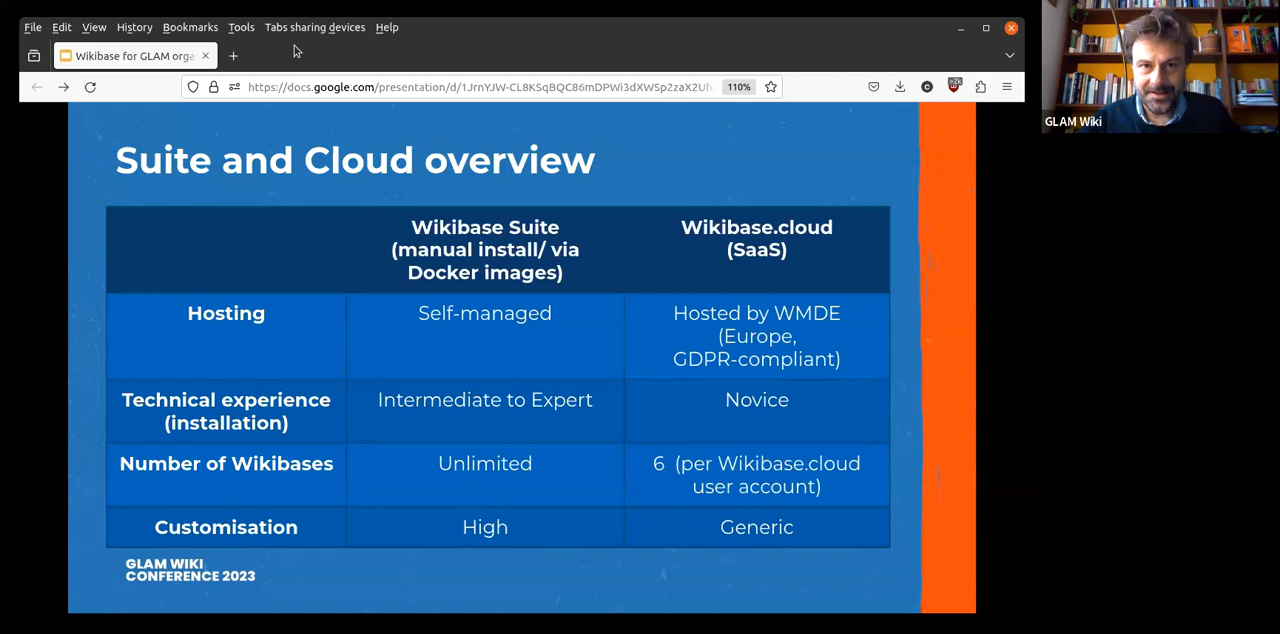 File Edit View History Bookmarks Tools Tabs sharing devices Help
Wikibase for GLAM orga
https://docs.google.com/presentation/d/1JrnYJW-CL8KSqBQC86mDPWi3dXWSp2zaX2Uh 110%
>2k
Suite and Cloud overview
Wikibase Suite
(manual install/ via
Docker images)
Wikibase.cloud
(SaaS)
Hosting
Self-managed
Hosted by WMDE
(Europe,
GDPR-compliant)
Technical experience
(installation)
Intermediate to Expert
Novice
Number of Wikibases
Unlimited
6 (per Wikibase.cloud
user account)
Customisation
High
Generic
GLAM WIKI
CONFERENCE 2023
GLAM Wiki